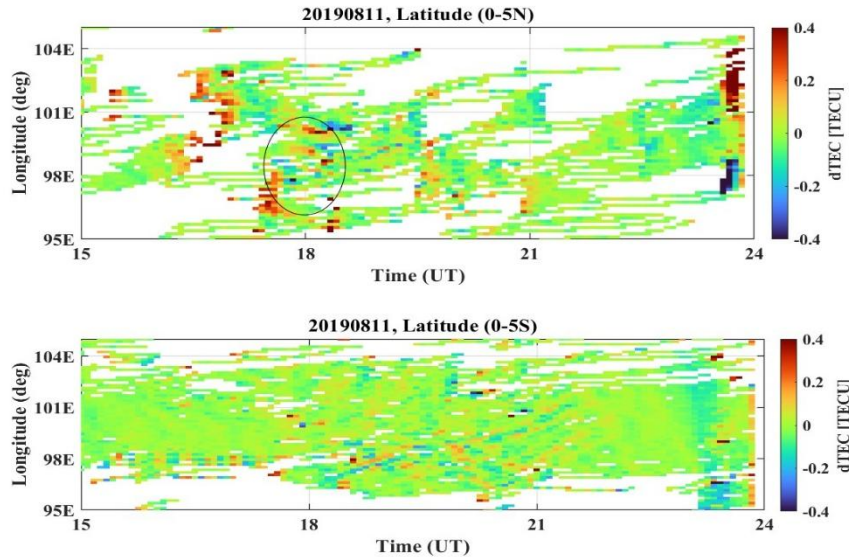 20190811, Latitude (0-5N)
104E
101E
98E
95E
Longitude (deg)
15
18
21
24
Time (UT)
0.4
0.2
0
-0.2
-0.4
dTEC [TECU]
20190811, Latitude (0-5S)
104E
101E
98E
95E
Longitude (deg)
15
18
21
24
Time (UT)
0.4
0.2
0
-0.2
-0.4
dTEC [TECU]